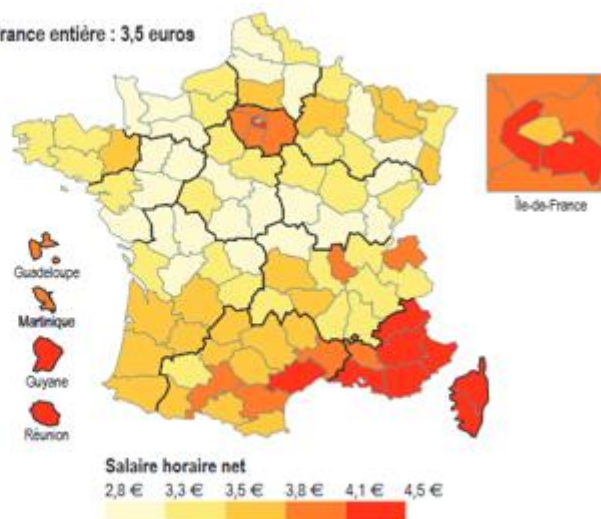 rance entière : 3,5 euros
Île-de-France
Guadeloupe
Martinique
Guyane
Réunion
Salaire horaire net
2,8 € 3,3 € 3,5 € 3,8 € 4,1 € 4,5 €